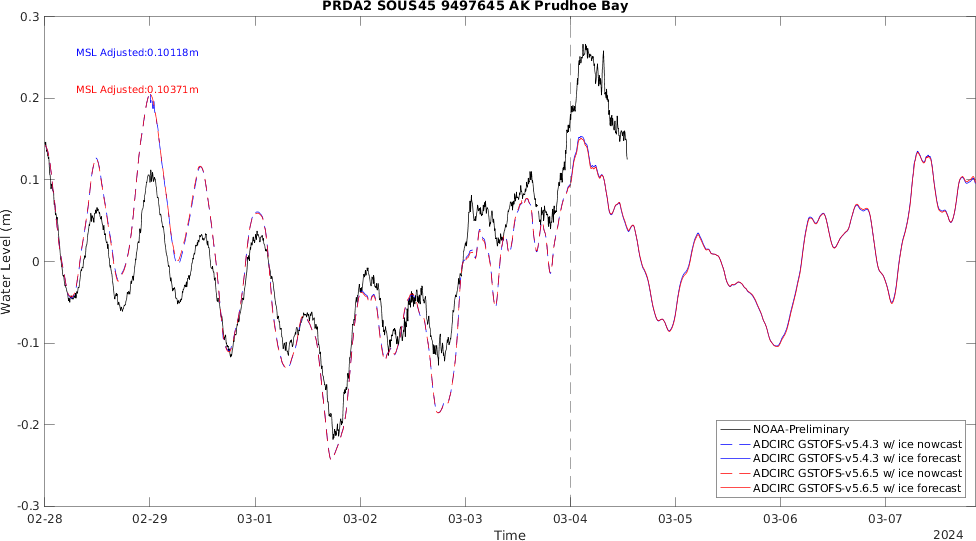 PRDA2 SOUS45 9497645 AK Prudhoe Bay
0.3
MSL Adjusted:0.10118m
MSL Adjusted:0.10371m
0.2
0.1
0
-0.1
-0.2
-0.3
Water Level (m)
NOAA-Preliminary
ADCIRC GSTOFS-v5.4.3 w/ ice nowcast
ADCIRC GSTOFS-v5.4.3 w/ ice forecast
ADCIRC GSTOFS-v5.6.5 w/ ice nowcast
ADCIRC GSTOFS-v5.6.5 w/ ice forecast
02-28 02-29 03-01 03-02 03-03 03-04 03-05 03-06 03-07
Time
2024